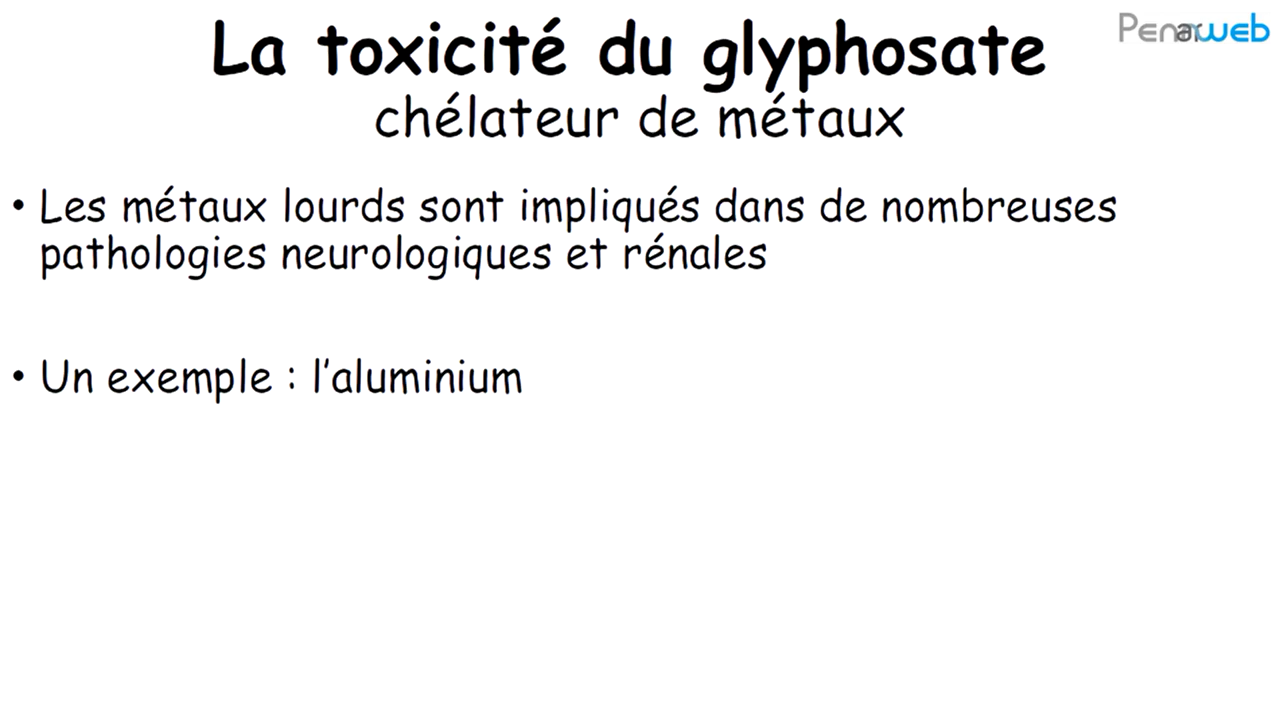 La toxicité du glyphosate
Penarweb
chélateur de métaux
• Les métaux lourds sont impliqués dans de nombreuses
pathologies neurologiques et rénales
• Un exemple : l’aluminium